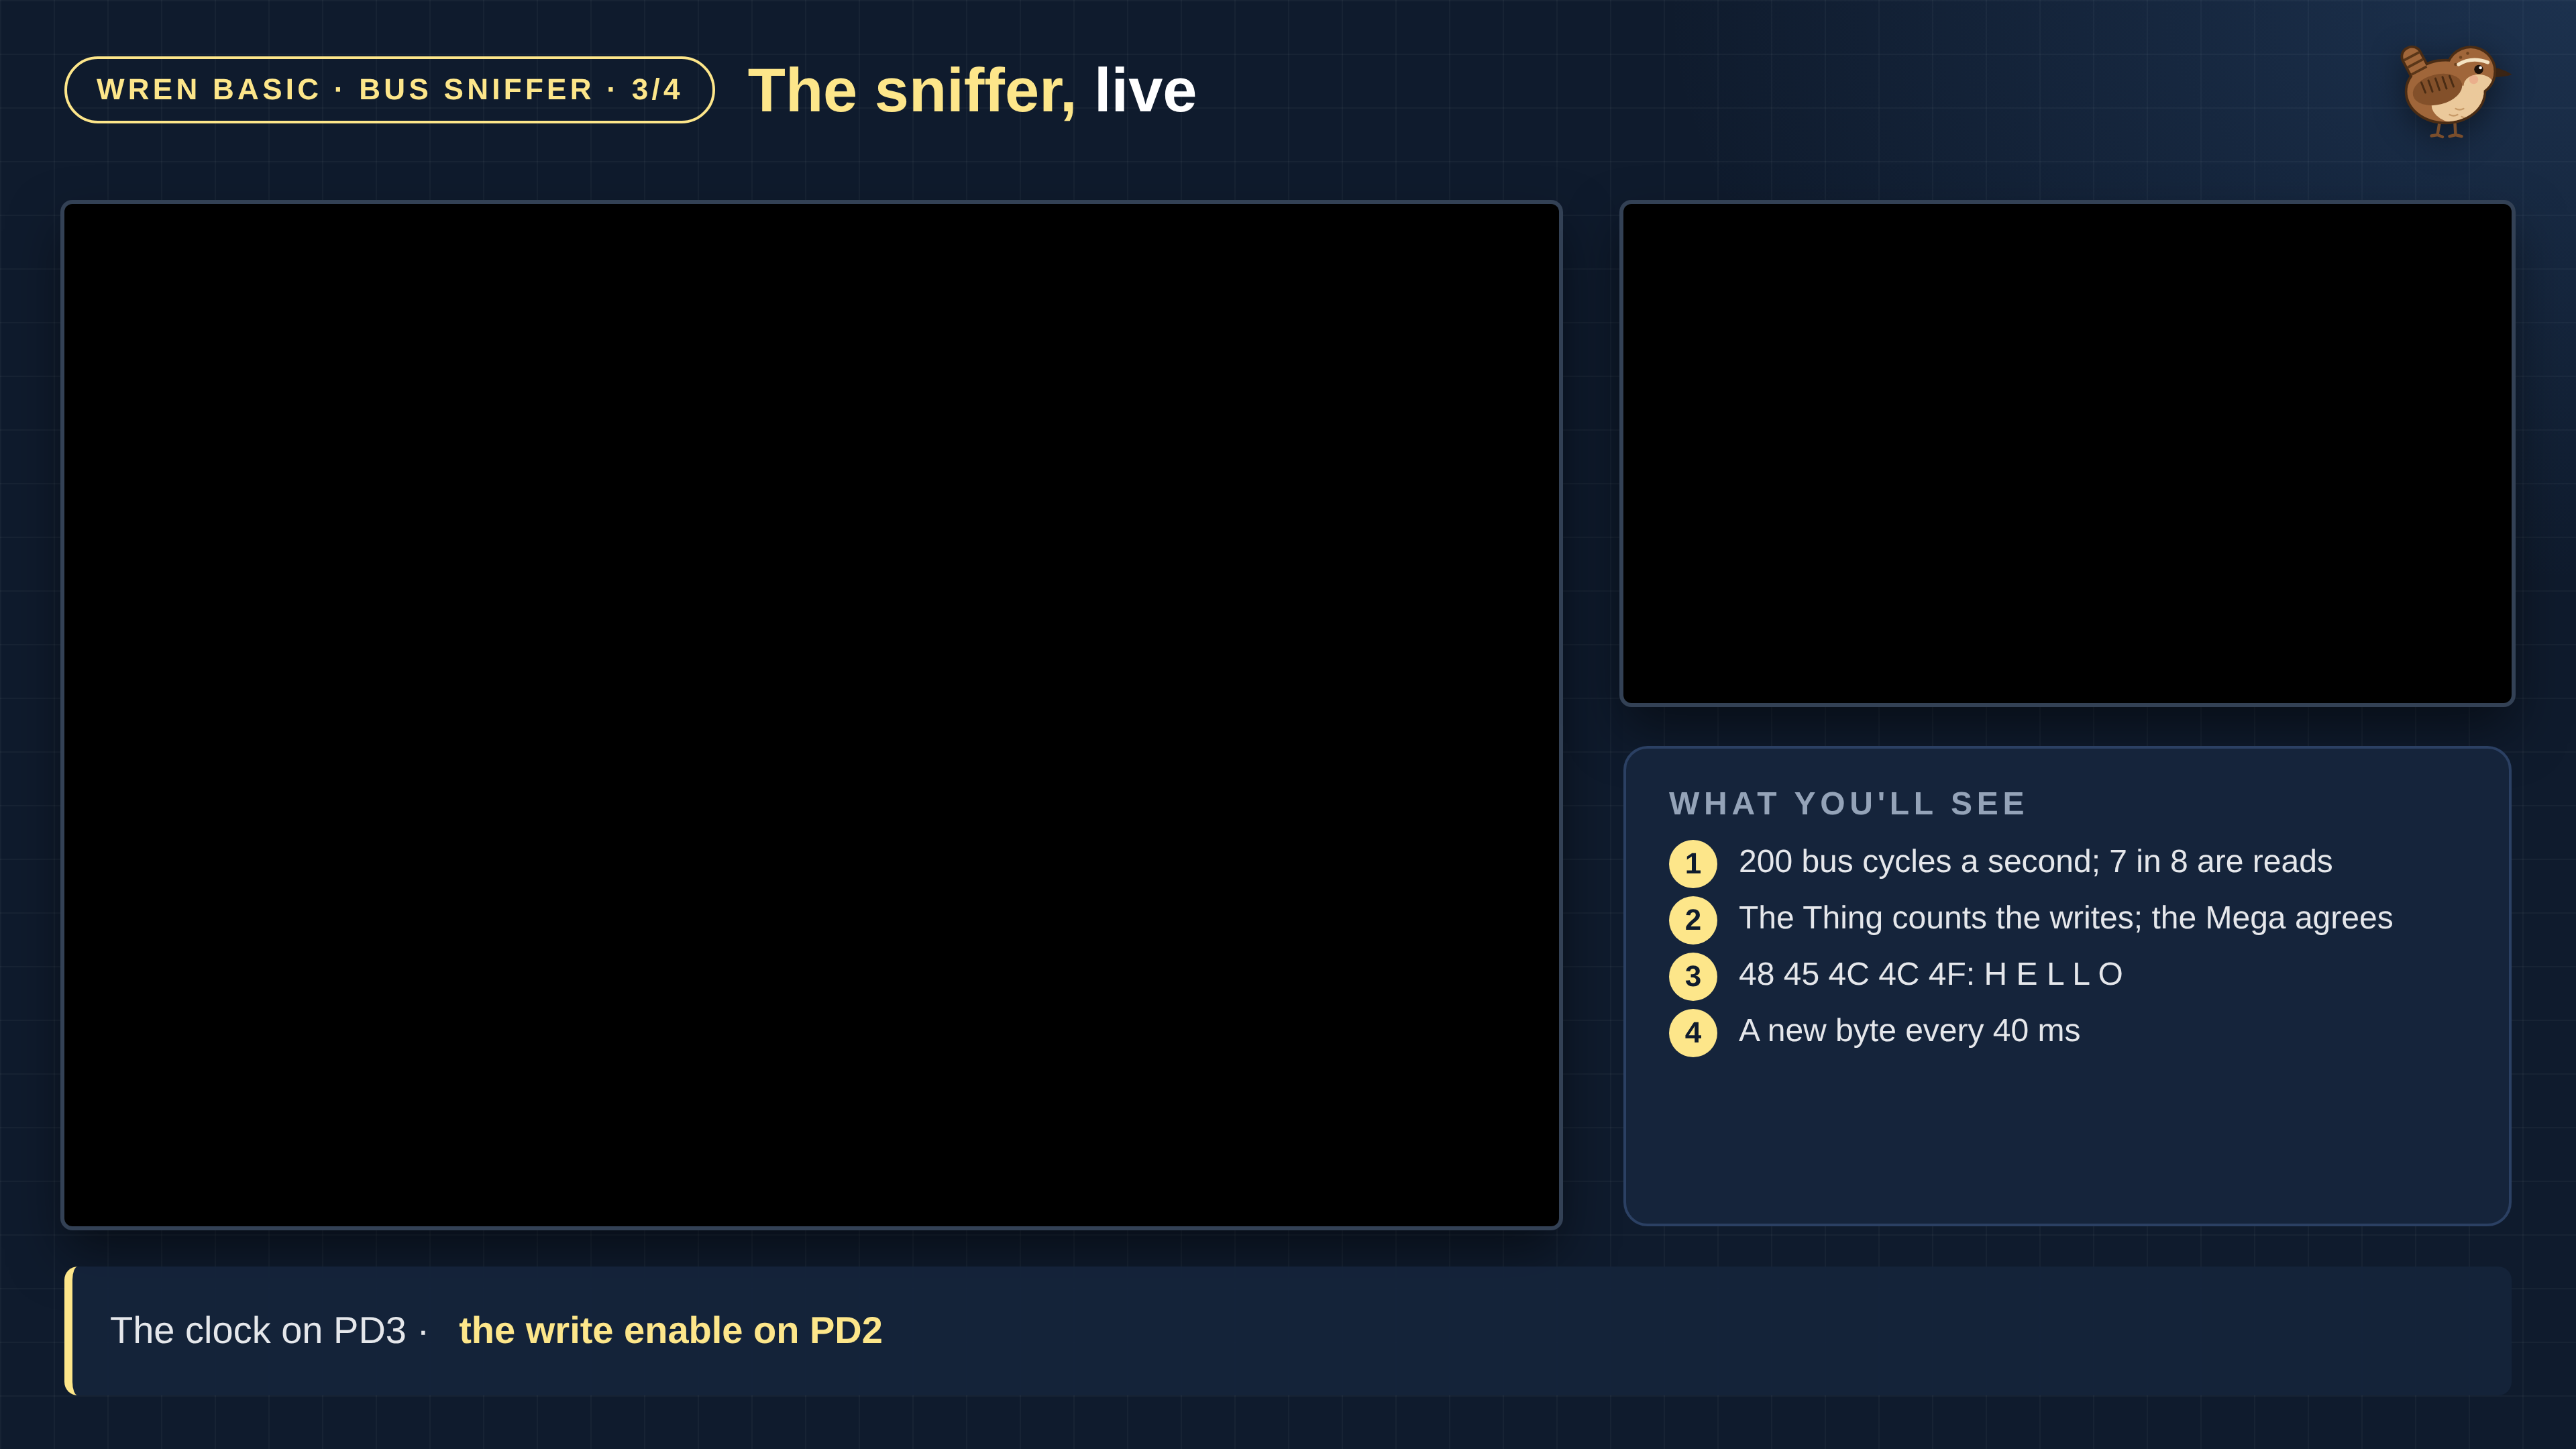 WREN BASIC · BUS SNIFFER · 3/4
The sniffer, live
WHAT YOU'LL SEE
1 200 bus cycles a second; 7 in 8 are reads
2 The Thing counts the writes; the Mega agrees
3 48 45 4C 4C 4F: H E L L O
4 A new byte every 40 ms
The clock on PD3 · the write enable on PD2